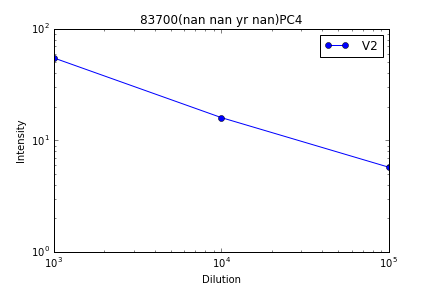 83700(nan nan yr nan)PC4
V2
10²
10¹
10⁰
Intensity
10³
10⁴
10⁵
Dilution